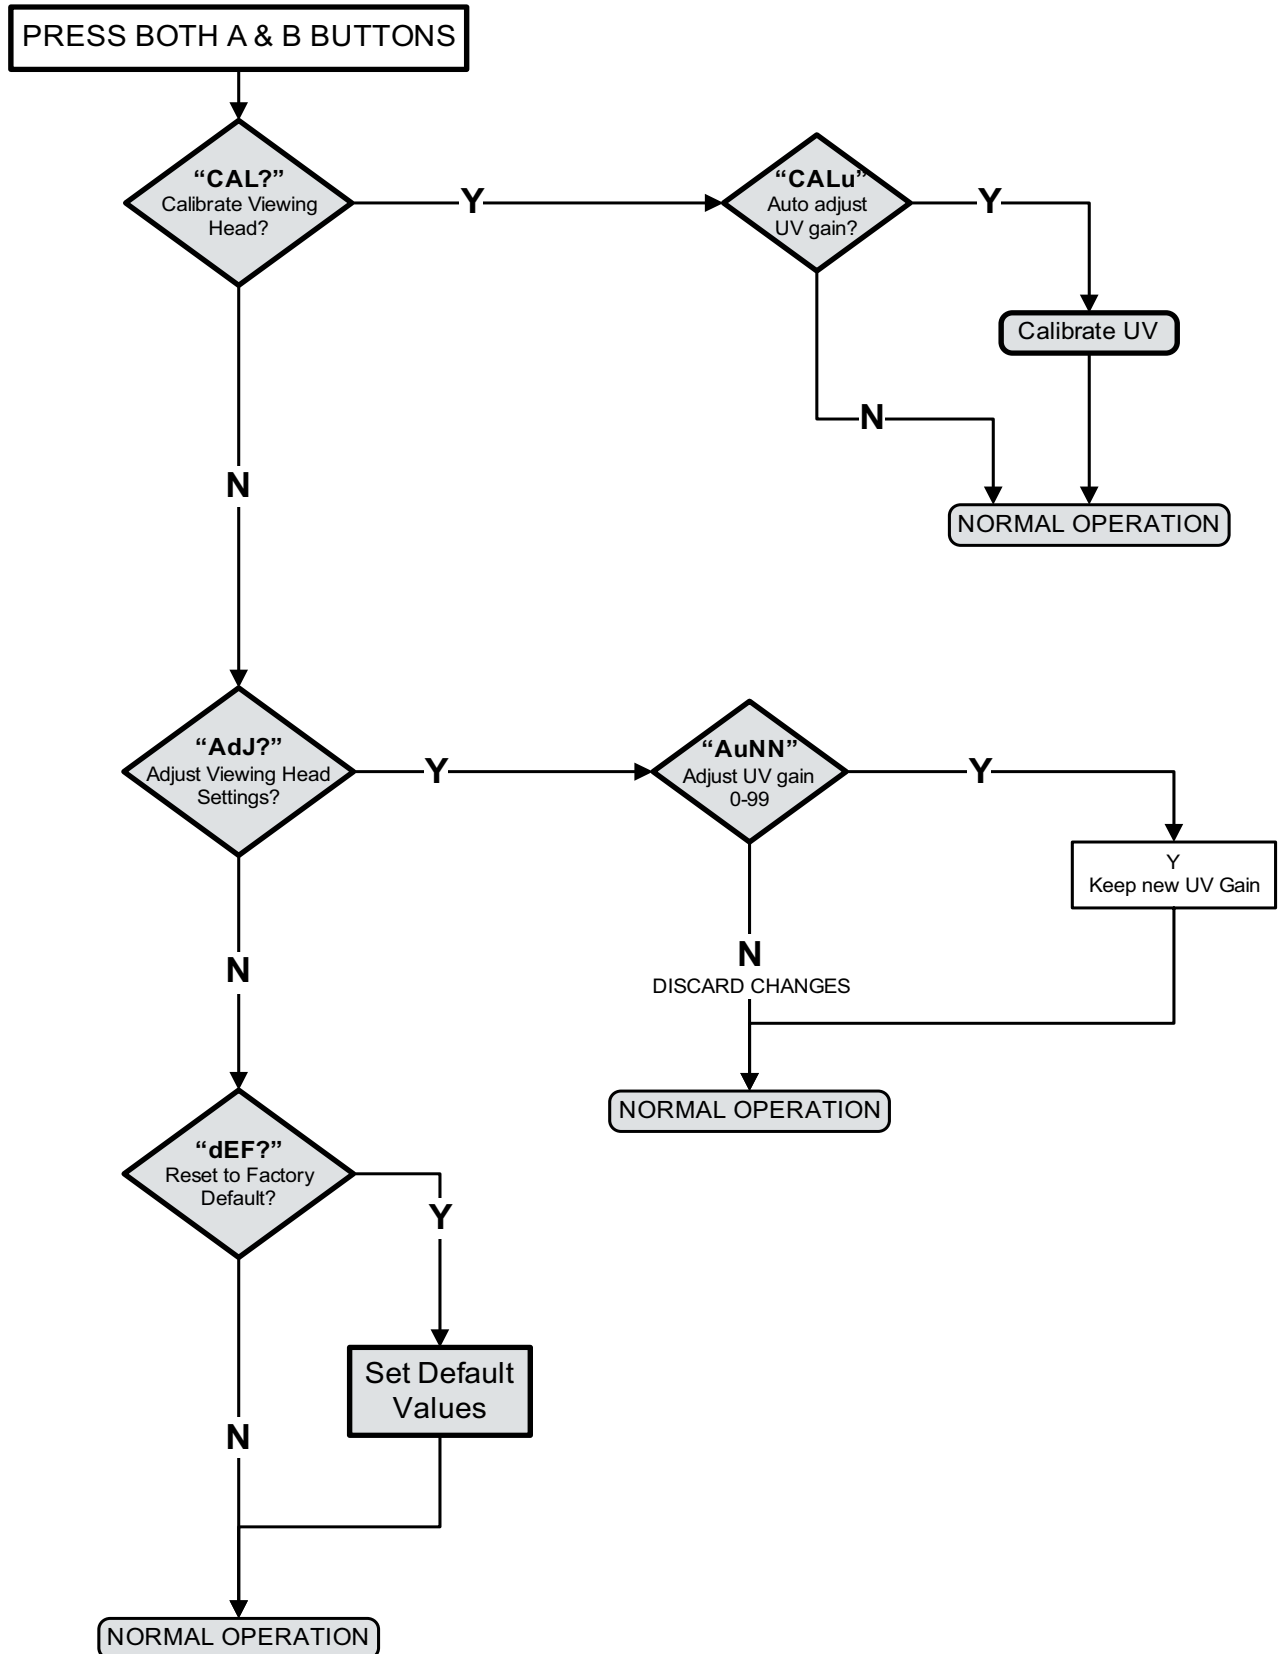 PRESS BOTH A & B BUTTONS
“CAL?”
Calibrate Viewing
Head?
Y
“CALu”
Auto adjust
UV gain?
Y
Calibrate UV
N
NORMAL OPERATION
N
“AdJ?”
Adjust Viewing Head
Settings?
Y
“AuNN”
Adjust UV gain
0-99
Y
Y
Keep new UV Gain
N
DISCARD CHANGES
NORMAL OPERATION
N
“dEF?”
Reset to Factory
Default?
Y
Set Default
Values
N
NORMAL OPERATION